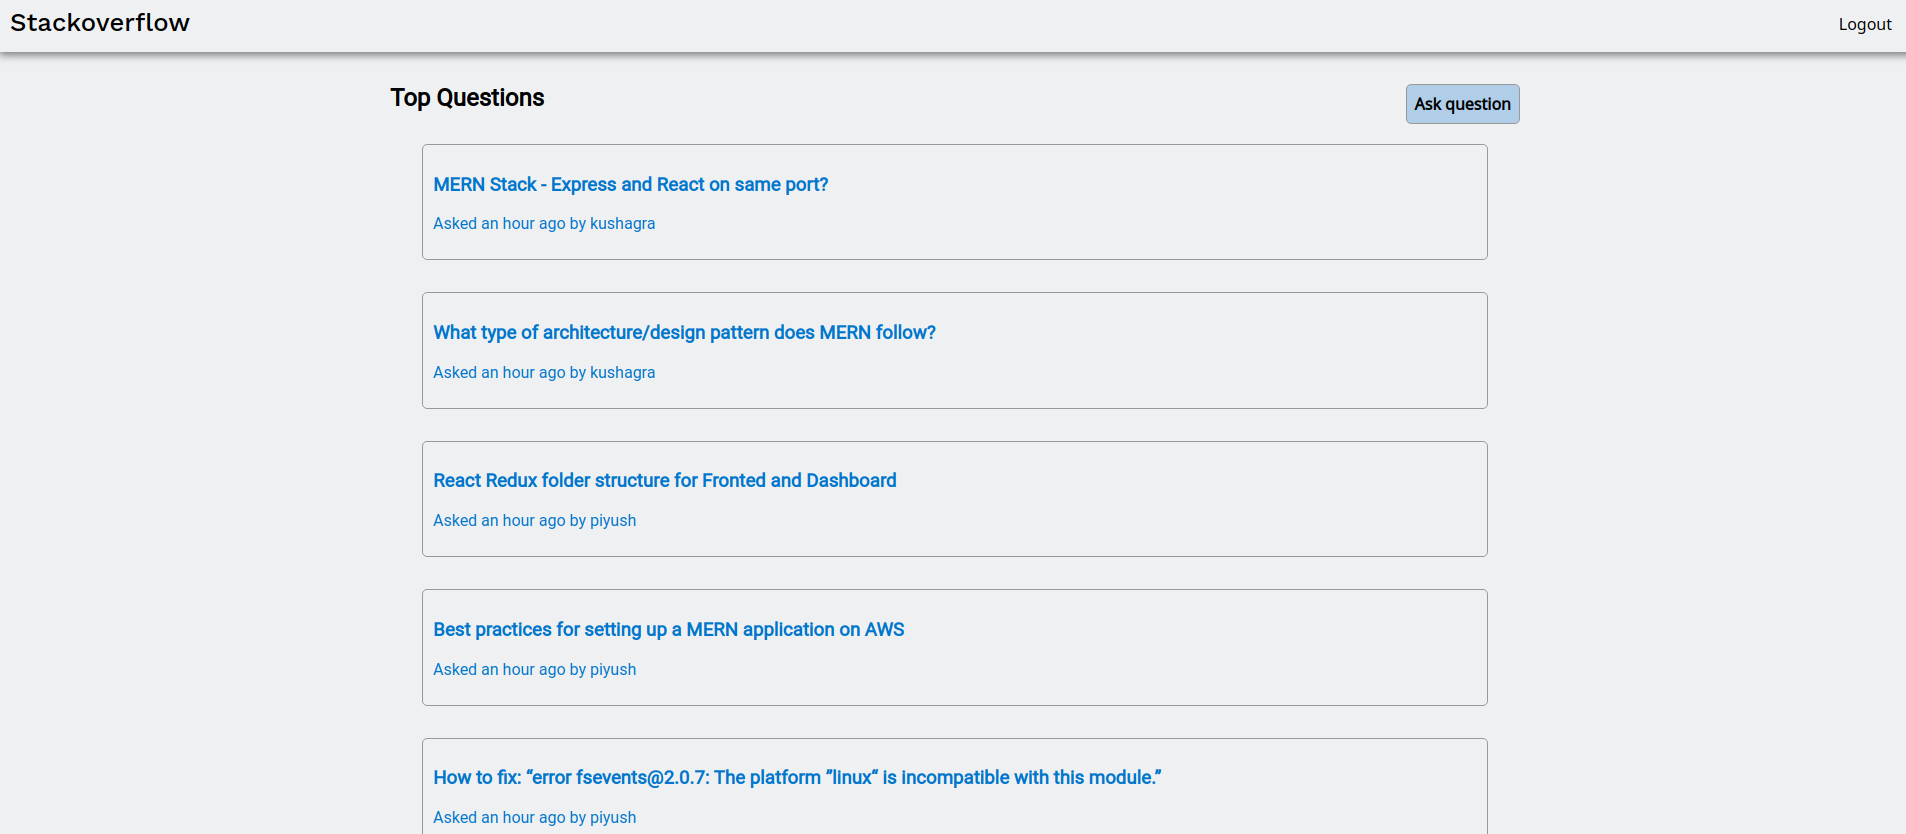 Stackoverflow
Logout
Top Questions
Ask question
MERN Stack - Express and React on same port?
Asked an hour ago by kushagra
What type of architecture/design pattern does MERN follow?
Asked an hour ago by kushagra
React Redux folder structure for Fronted and Dashboard
Asked an hour ago by piyush
Best practices for setting up a MERN application on AWS
Asked an hour ago by piyush
How to fix: “error fsevents@2.0.7: The platform ”linux“ is incompatible with this module.”
Asked an hour ago by piyush